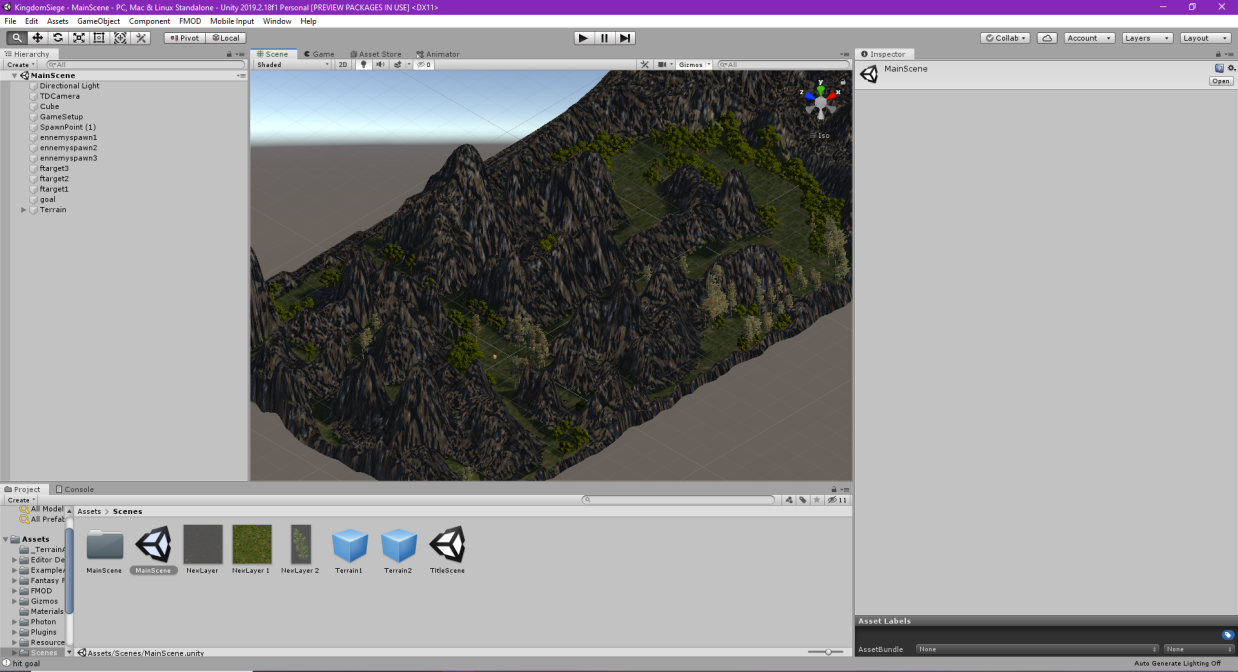 KingdomSiege - MainScene - PC, Mac & Linux Standalone - Unity 2019.2.18f1 Personal [PREVIEW PACKAGES IN USE] <DX11>
File Edit Assets GameObject Component FMOD Mobile Input Window Help
Pivot Local Collab Account Layers Layout
Hierarchy
Create All
MainScene
Directional Light
TDCamera
Cube
GameSetup
SpawnPoint (1)
ennemyspawn1
ennemyspawn2
ennemyspawn3
ftarget3
ftarget2
ftarget1
goal
Terrain
Scene Game Asset Store Animator
Shaded 2D 0 Gizmos All
y
z x
Iso
Inspector
MainScene
Open
Project Console
Create 11
All Model
All Prefab
Assets
_TerrainA
Editor De
ExampleA
Fantasy F
FMOD
Gizmos
Materials
Photon
Plugins
Resource
Scenes
Assets > Scenes
MainScene MainScene NewLayer NewLayer 1 NewLayer 2 Terrain1 Terrain2 TitleScene
Assets/Scenes/MainScene.unity
Asset Labels
AssetBundle None None
hit goal
Auto Generate Lighting Off